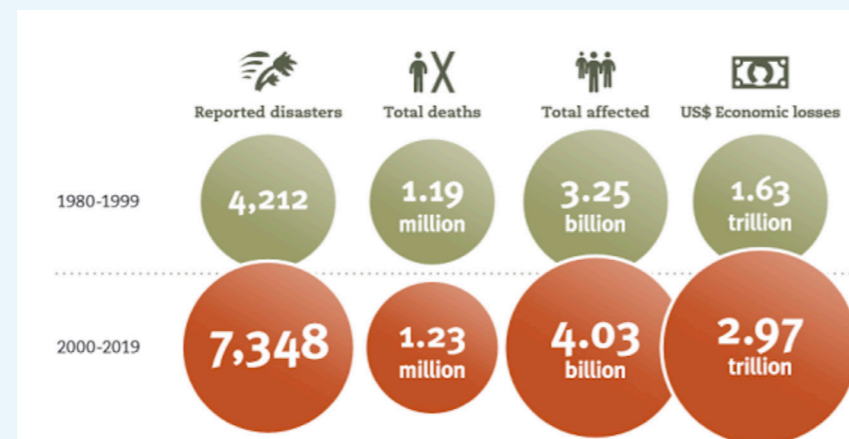 Reported disasters
Total deaths
Total affected
US$ Economic losses
1980-1999
4,212
1.19
million
3.25
billion
1.63
trillion
2000-2019
7,348
1.23
million
4.03
billion
2.97
trillion